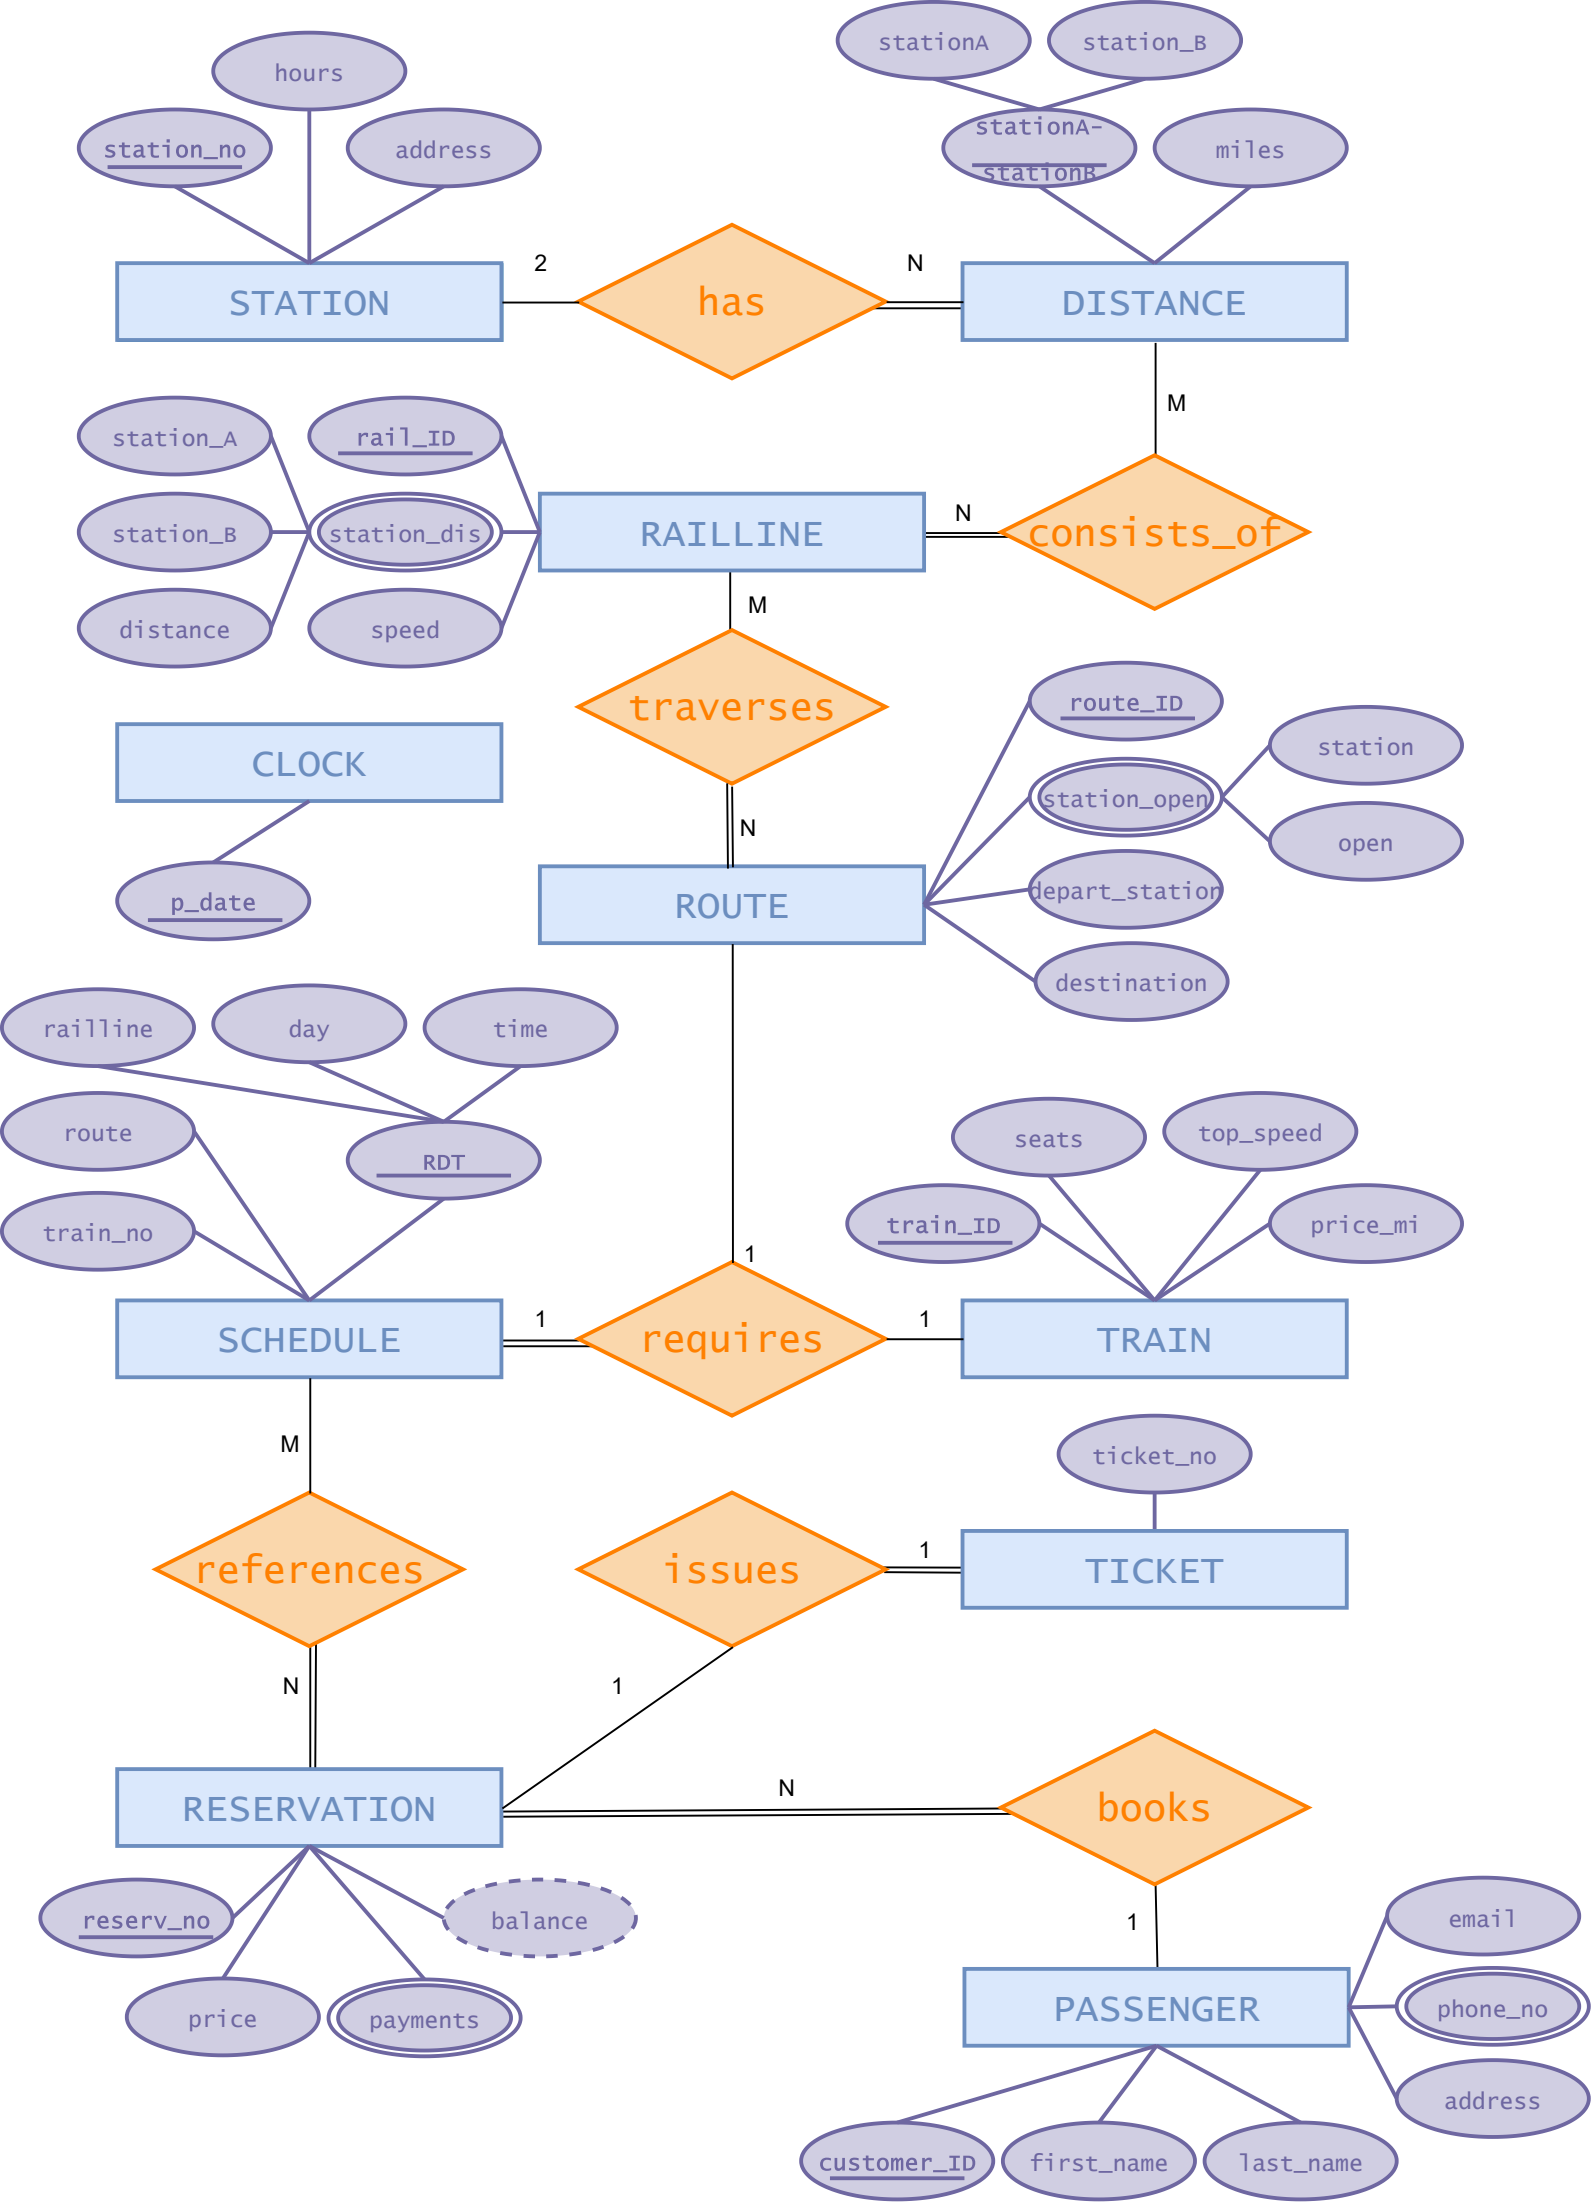 stationA
station_B
hours
station_no
address
stationA-
stationB
miles
STATION
2
has
N
DISTANCE
M
station_A
rail_ID
station_B
station_dis
RAILLINE
N
consists_of
distance
speed
M
traverses
route_ID
station
CLOCK
station_open
N
open
p_date
ROUTE
depart_station
destination
railline
day
time
route
RDT
seats
top_speed
train_no
train_ID
price_mi
1
SCHEDULE
1
requires
1
TRAIN
M
ticket_no
references
issues
1
TICKET
N
1
RESERVATION
N
books
reserv_no
balance
1
email
price
payments
PASSENGER
phone_no
address
customer_ID
first_name
last_name